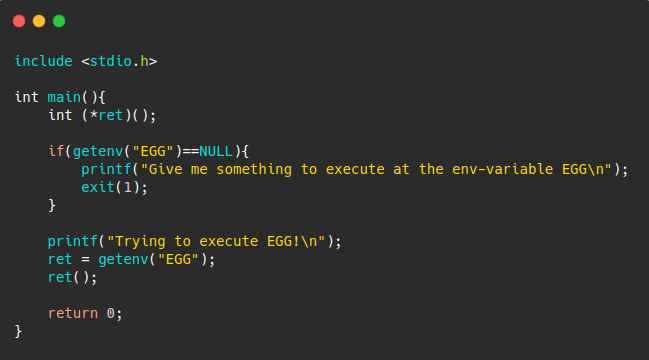 include <stdio.h>
int main(){
int (*ret)();
if(getenv("EGG")==NULL){
printf("Give me something to execute at the env-variable EGG\n");
exit(1);
}
printf("Trying to execute EGG!\n");
ret = getenv("EGG");
ret();
return 0;
}